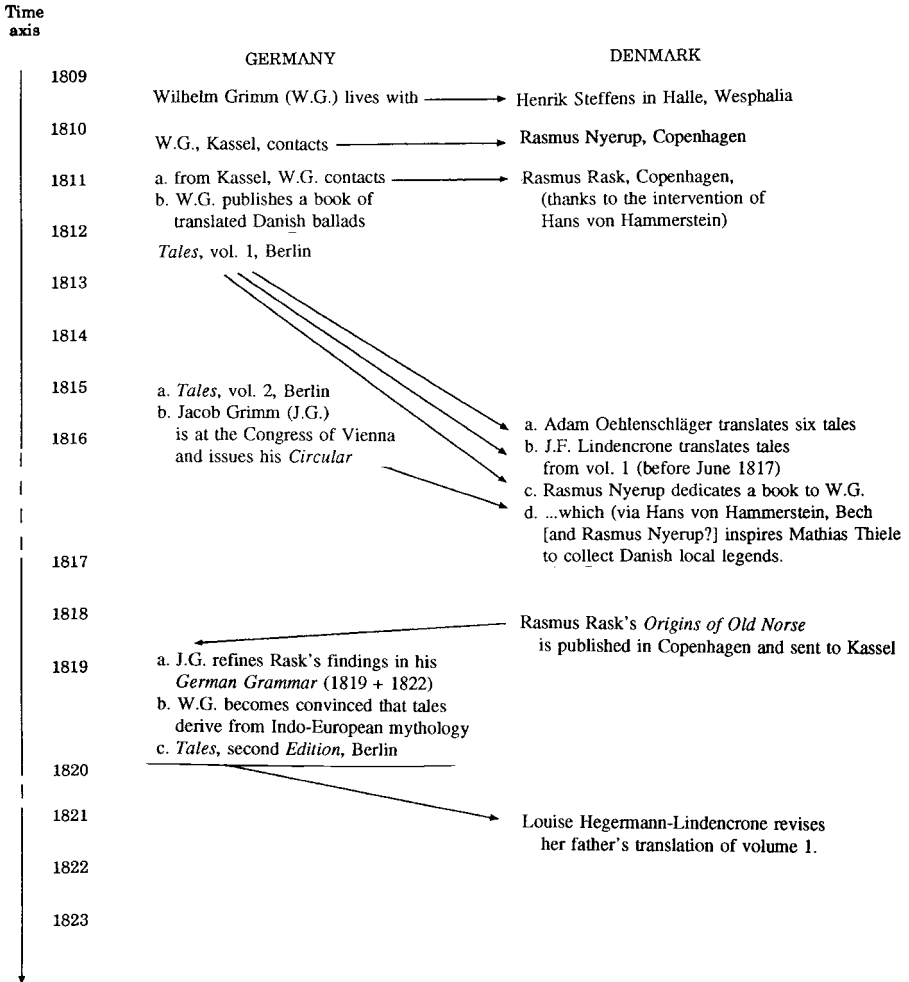 Time
axis
GERMANY
DENMARK
1809
Wilhelm Grimm (W.G.) lives with
Henrik Steffens in Halle, Wesphalia
1810
W.G., Kassel, contacts
Rasmus Nyerup, Copenhagen
1811
a. from Kassel, W.G. contacts
b. W.G. publishes a book of
translated Danish ballads
Rasmus Rask, Copenhagen,
(thanks to the intervention of
Hans von Hammerstein)
1812
Tales, vol. 1, Berlin
1813
1814
1815
a. Tales, vol. 2, Berlin
b. Jacob Grimm (J.G.)
is at the Congress of Vienna
and issues his Circular
1816
a. Adam Oehlenschläger translates six tales
b. J.F. Lindencrone translates tales
from vol. 1 (before June 1817)
c. Rasmus Nyerup dedicates a book to W.G.
d. ...which (via Hans von Hammerstein, Bech
[and Rasmus Nyerup?] inspires Mathias Thiele
to collect Danish local legends.
1817
1818
Rasmus Rask's Origins of Old Norse
is published in Copenhagen and sent to Kassel
1819
a. J.G. refines Rask's findings in his
German Grammar (1819 + 1822)
b. W.G. becomes convinced that tales
derive from Indo-European mythology
c. Tales, second Edition, Berlin
1820
1821
Louise Hegermann-Lindencrone revises
her father's translation of volume 1.
1822
1823